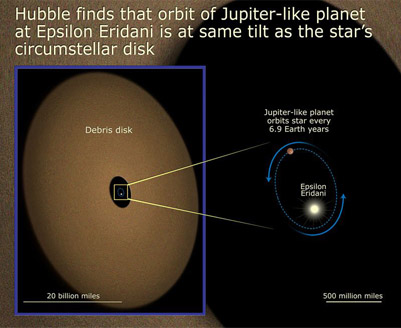 Hubble finds that orbit of Jupiter-like planet
at Epsilon Eridani is at same tilt as the star's
circumstellar disk
Debris disk
Jupiter-like planet
orbits star every
6.9 Earth years
Epsilon
Eridani
20 billion miles
500 million miles